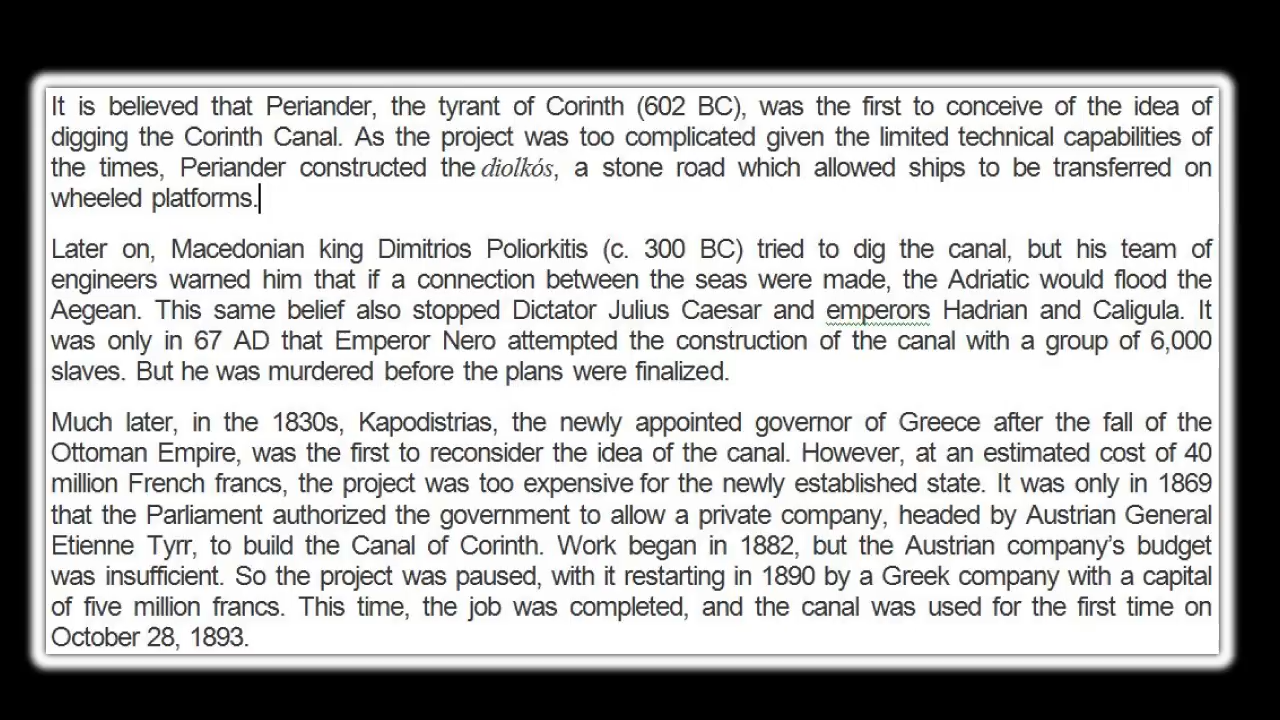 It is believed that Periander, the tyrant of Corinth (602 BC), was the first to conceive of the idea of
digging the Corinth Canal. As the project was too complicated given the limited technical capabilities of
the times, Periander constructed the diolkós, a stone road which allowed ships to be transferred on
wheeled platforms.
Later on, Macedonian king Dimitrios Poliorkitis (c. 300 BC) tried to dig the canal, but his team of
engineers warned him that if a connection between the seas were made, the Adriatic would flood the
Aegean. This same belief also stopped Dictator Julius Caesar and emperors Hadrian and Caligula. It
was only in 67 AD that Emperor Nero attempted the construction of the canal with a group of 6,000
slaves. But he was murdered before the plans were finalized.
Much later, in the 1830s, Kapodistrias, the newly appointed governor of Greece after the fall of the
Ottoman Empire, was the first to reconsider the idea of the canal. However, at an estimated cost of 40
million French francs, the project was too expensive for the newly established state. It was only in 1869
that the Parliament authorized the government to allow a private company, headed by Austrian General
Etienne Tyrr, to build the Canal of Corinth. Work began in 1882, but the Austrian company's budget
was insufficient. So the project was paused, with it restarting in 1890 by a Greek company with a capital
of five million francs. This time, the job was completed, and the canal was used for the first time on
October 28, 1893.